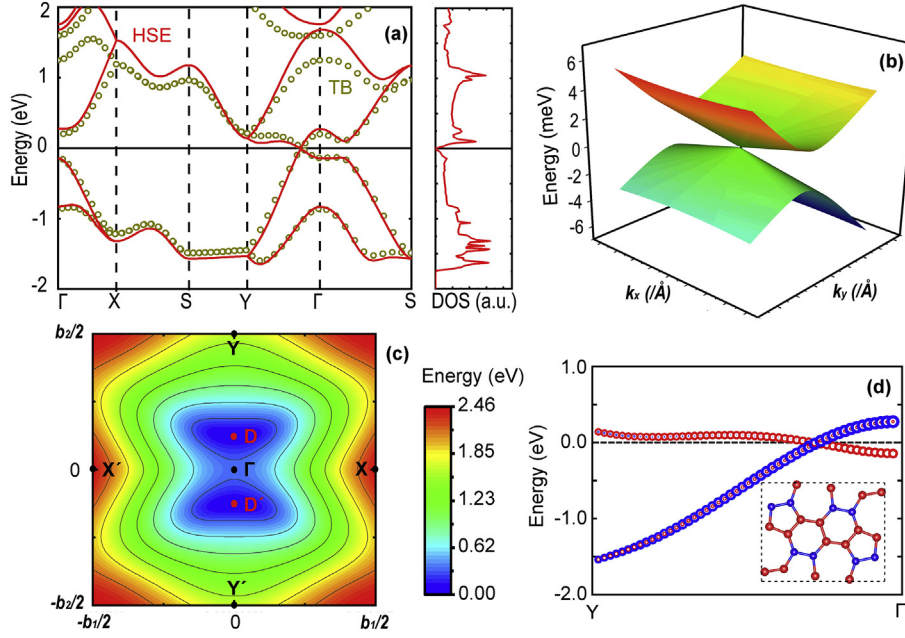 2
1
0
-1
-2
Energy (eV)
HSE
(a)
TB
Γ X S Y Γ S
DOS (a.u.)
(b)
Energy (meV)
6
4
2
0
-2
-4
-6
kx (/Å)
ky (/Å)
(c)
b2/2
0
-b2/2
-b1/2 0 b1/2
Y
D
X´ Γ X
D´
Y´
Energy (eV)
2.46
1.85
1.23
0.62
0.00
(d)
Energy (eV)
1.0
0.0
-1.0
-2.0
Y Γ